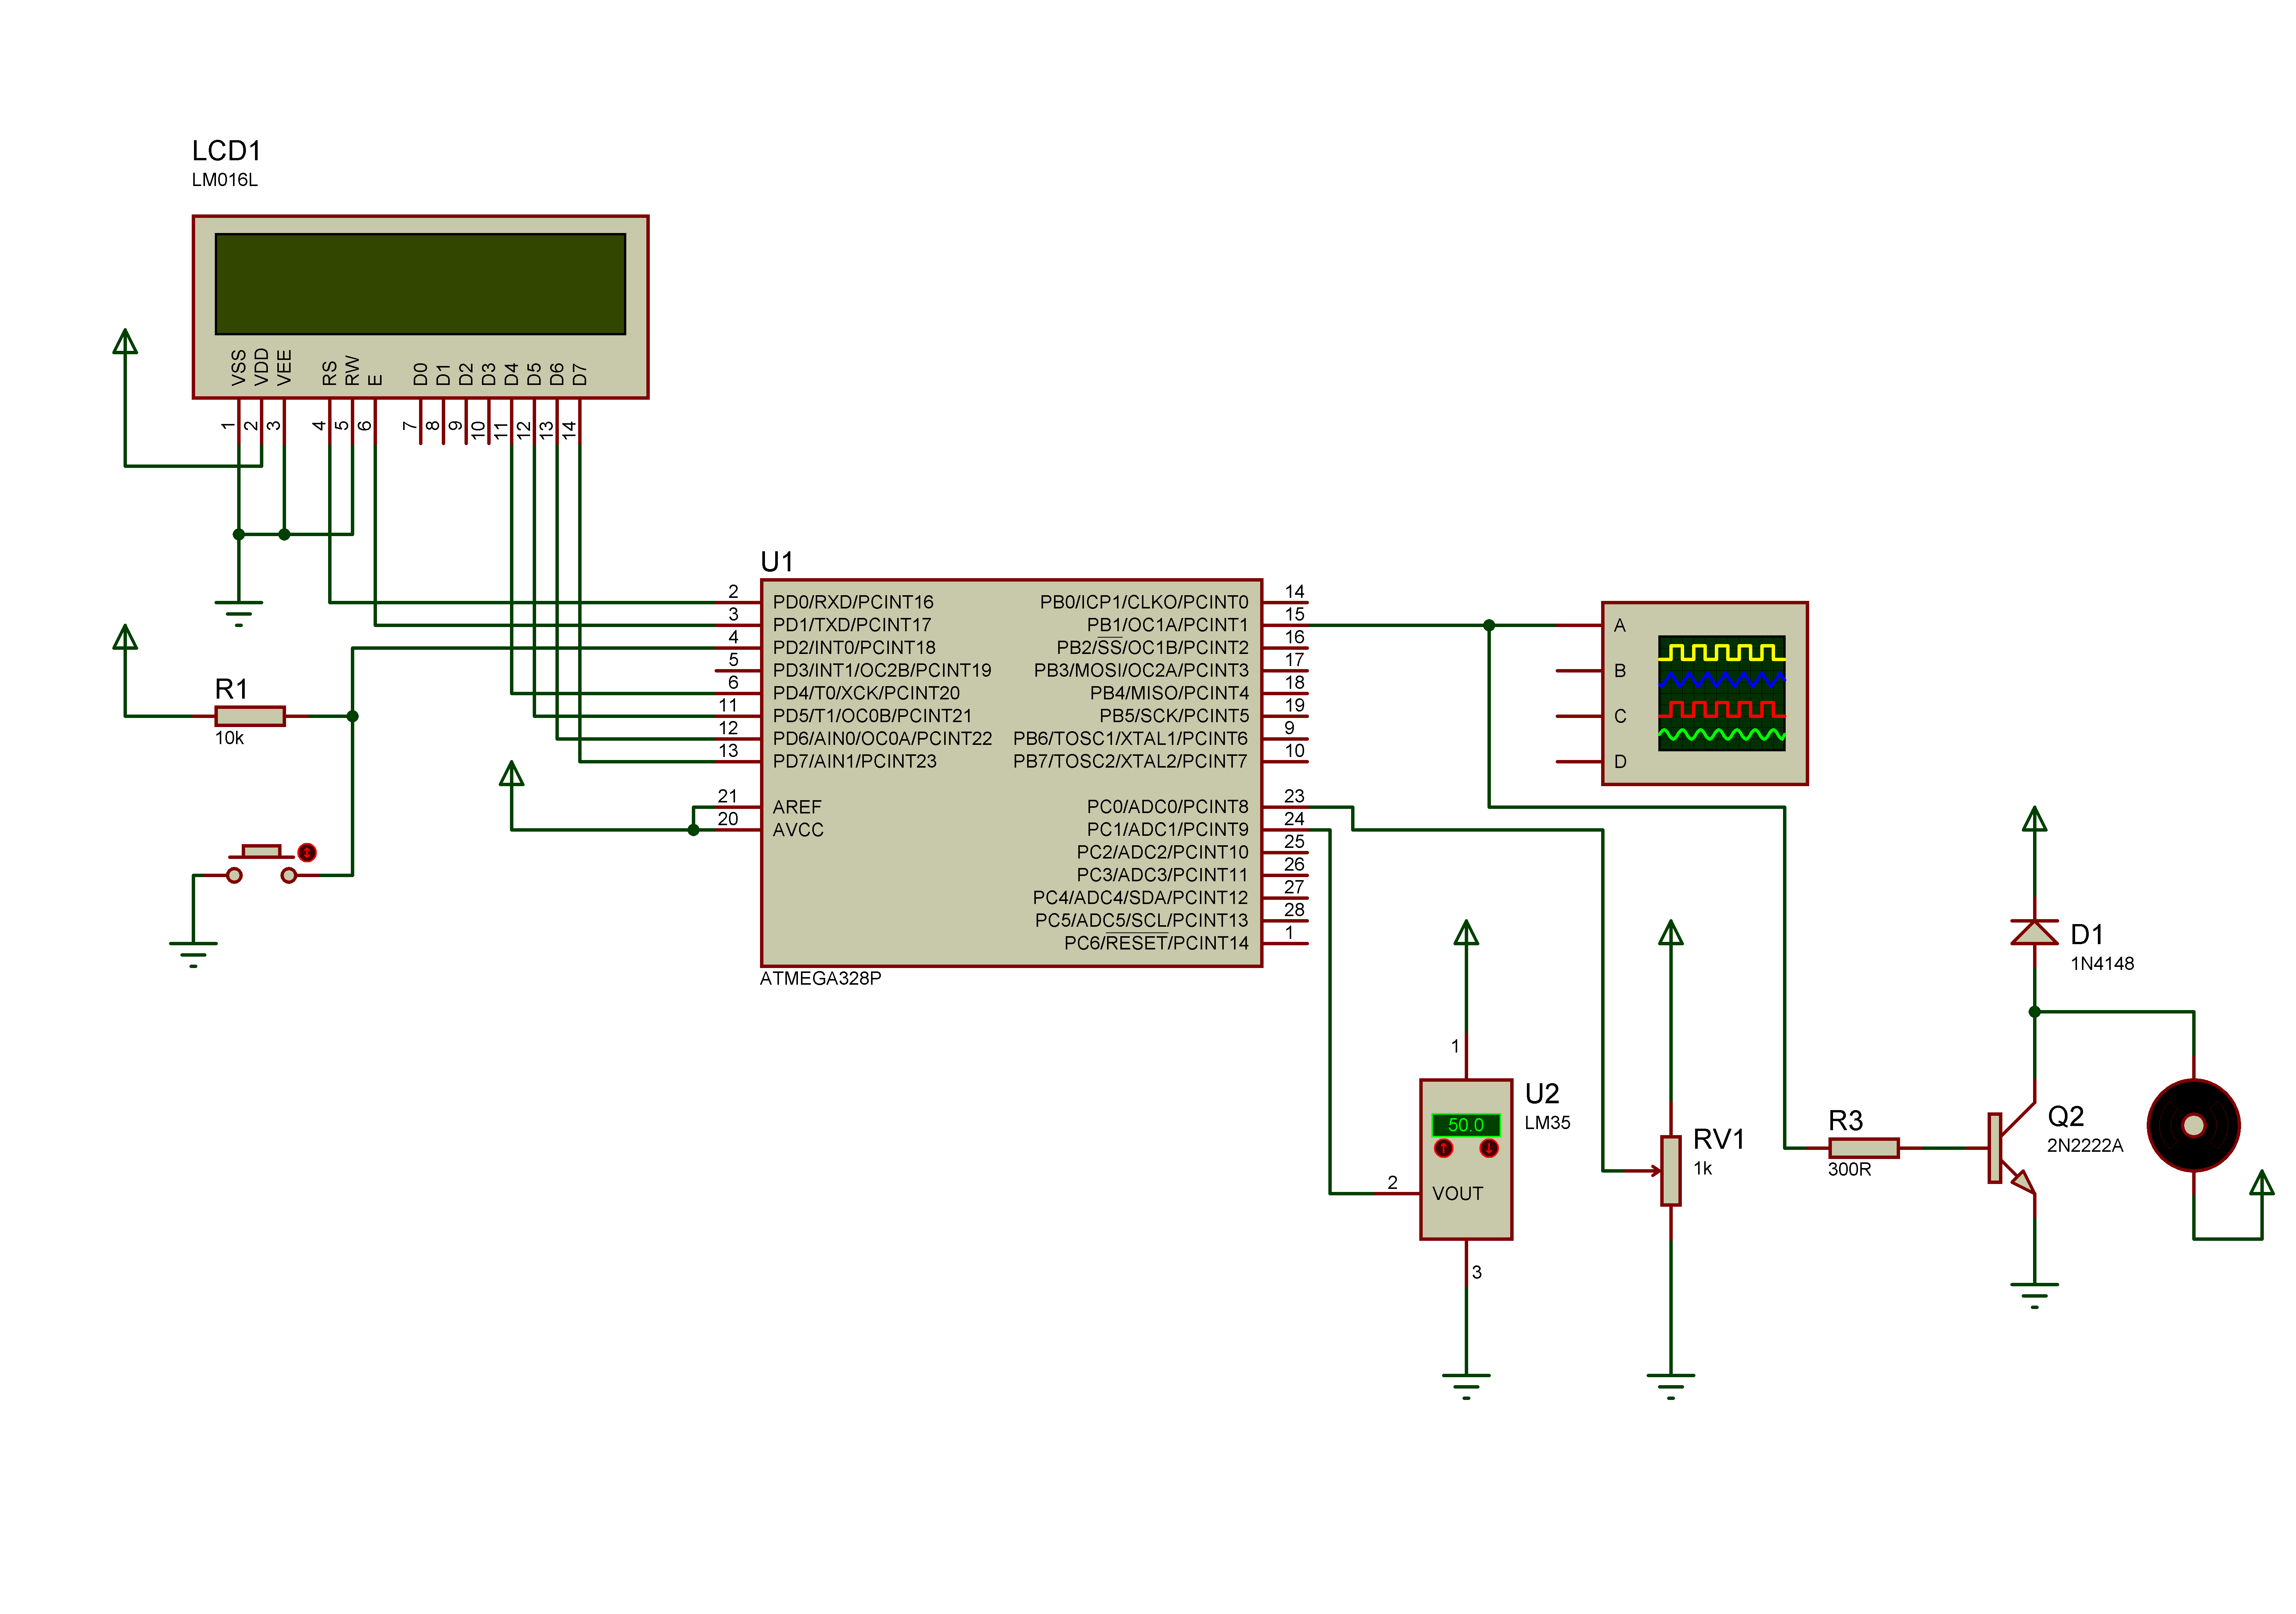 LCD1
LM016L
VSS
VDD
VEE
RS
RW
E
D0
D1
D2
D3
D4
D5
D6
D7
1
2
3
4
5
6
7
8
9
10
11
12
13
14
R1
10k
U1
2 PD0/RXD/PCINT16 PB0/ICP1/CLKO/PCINT0 14
3 PD1/TXD/PCINT17 PB1/OC1A/PCINT1 15
4 PD2/INT0/PCINT18 PB2/SS/OC1B/PCINT2 16
5 PD3/INT1/OC2B/PCINT19 PB3/MOSI/OC2A/PCINT3 17
6 PD4/T0/XCK/PCINT20 PB4/MISO/PCINT4 18
11 PD5/T1/OC0B/PCINT21 PB5/SCK/PCINT5 19
12 PD6/AIN0/OC0A/PCINT22 PB6/TOSC1/XTAL1/PCINT6 9
13 PD7/AIN1/PCINT23 PB7/TOSC2/XTAL2/PCINT7 10
21 AREF PC0/ADC0/PCINT8 23
20 AVCC PC1/ADC1/PCINT9 24
PC2/ADC2/PCINT10 25
PC3/ADC3/PCINT11 26
PC4/ADC4/SDA/PCINT12 27
PC5/ADC5/SCL/PCINT13 28
PC6/RESET/PCINT14 1
ATMEGA328P
A
B
C
D
D1
1N4148
1
U2
LM35
50.0
2 VOUT
3
RV1
1k
R3
300R
Q2
2N2222A